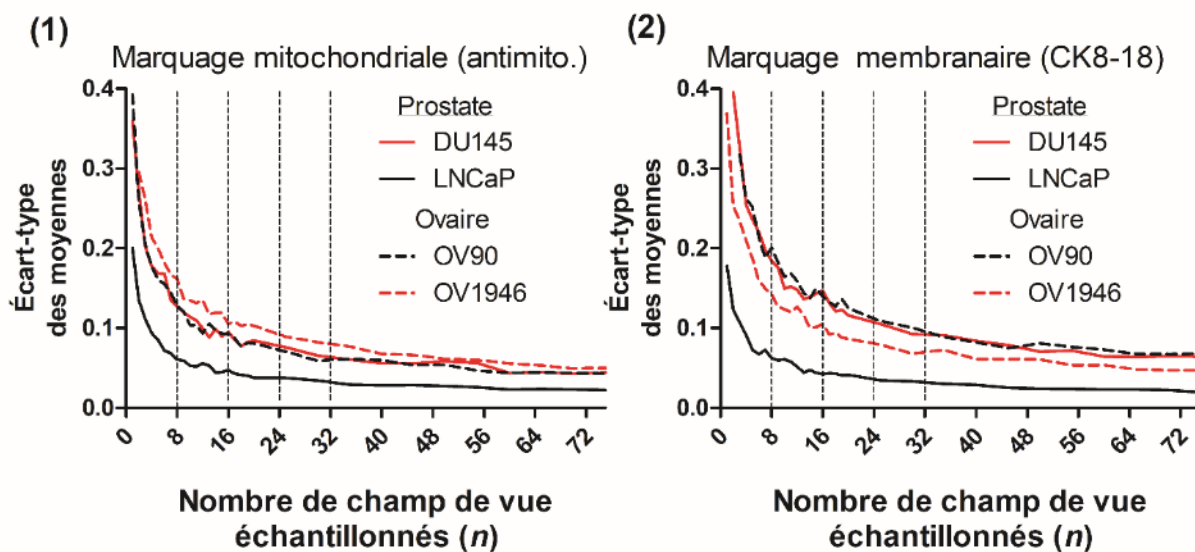 (1)
Marquage mitochondriale (antimito.)
0.4
0.3
0.2
0.1
0.0
Écart-type
des moyennes
Prostate
DU145
LNCaP
Ovaire
OV90
OV1946
0 8 16 24 32 40 48 56 64 72
Nombre de champ de vue
échantillonnés (n)
(2)
Marquage membranaire (CK8-18)
0.4
0.3
0.2
0.1
0.0
Écart-type
des moyennes
Prostate
DU145
LNCaP
Ovaire
OV90
OV1946
0 8 16 24 32 40 48 56 64 72
Nombre de champ de vue
échantillonnés (n)